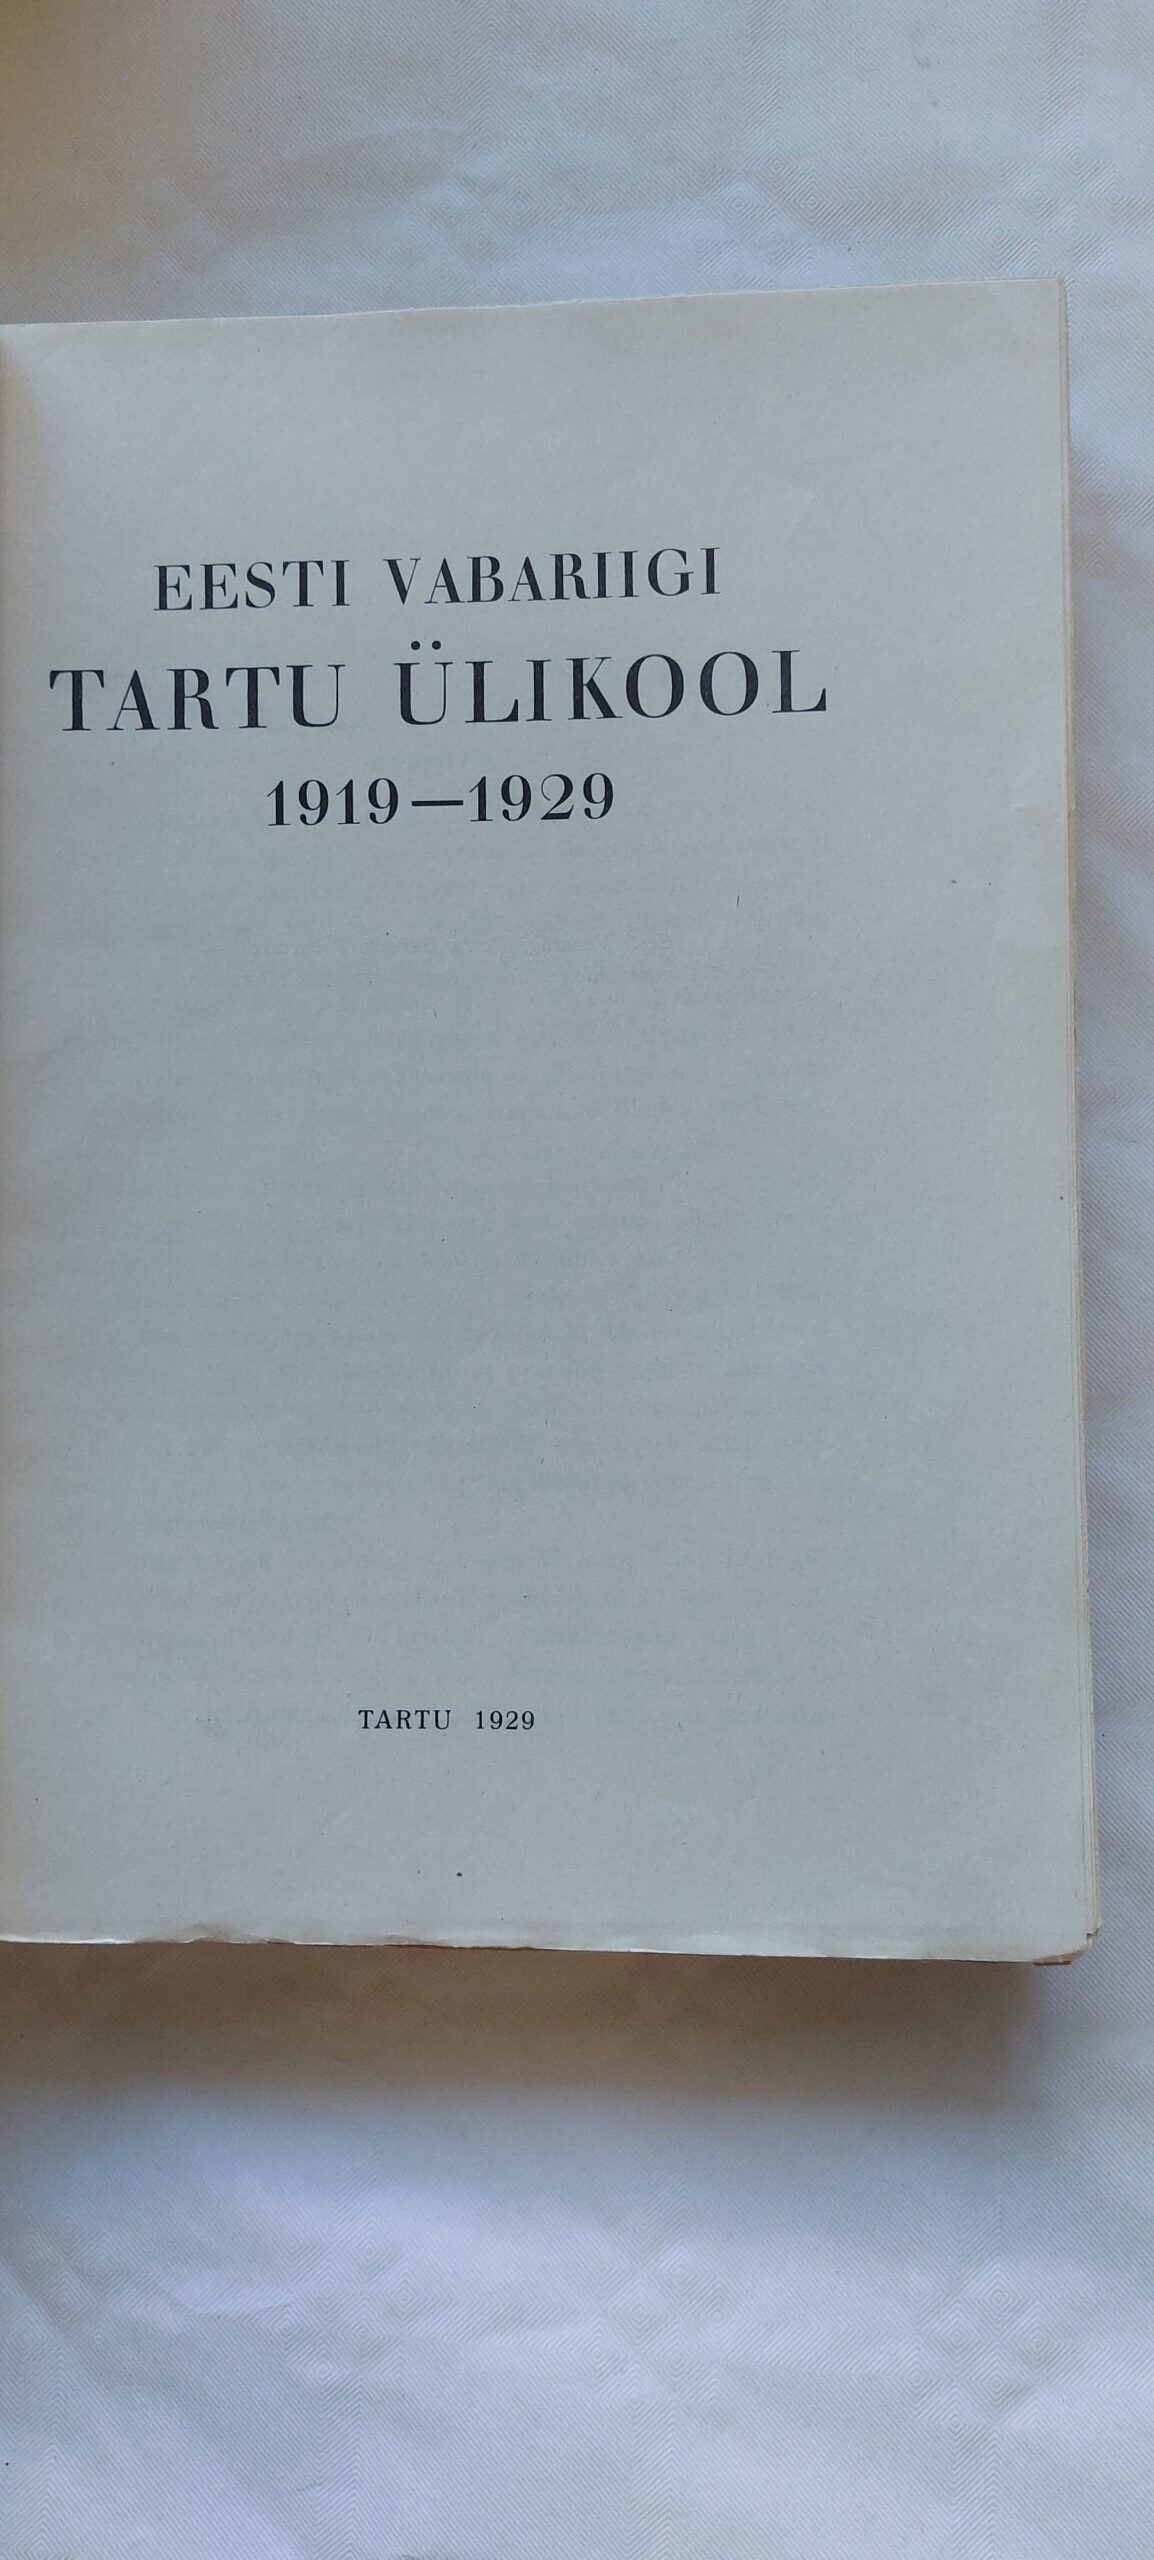 EESTI VABARIIGI
TARTU ÜLIKOOL
1919—1929
TARTU 1929